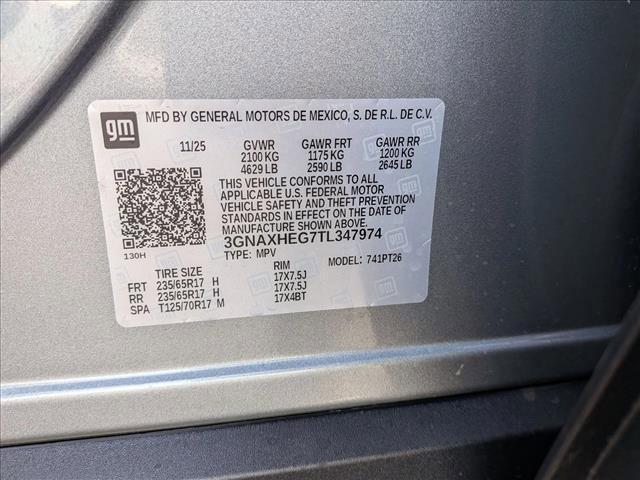 gm
MFD BY GENERAL MOTORS DE MEXICO, S. DE R.L. DE C.V.
11/25 GVWR GAWR FRT GAWR RR
2100 KG 1175 KG 1200 KG
4629 LB 2590 LB 2645 LB
THIS VEHICLE CONFORMS TO ALL
APPLICABLE U.S. FEDERAL MOTOR
VEHICLE SAFETY AND THEFT PREVENTION
STANDARDS IN EFFECT ON THE DATE OF
MANUFACTURE SHOWN ABOVE.
3GNAXHEG7TL347974
130H
TYPE: MPV MODEL: 741PT26
TIRE SIZE RIM
FRT 235/65R17 H 17X7.5J
RR 235/65R17 H 17X7.5J
SPA T125/70R17 M 17X4BT